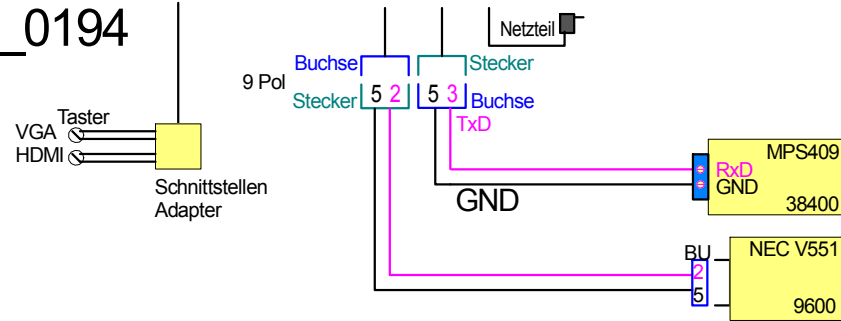 _0194
Netzteil
Buchse
Stecker
9 Pol
Stecker
5 2
5 3
Buchse
TxD
Taster
VGA
HDMI
Schnittstellen
Adapter
MPS409
RxD
GND
GND
38400
BU
NEC V551
2
5
9600